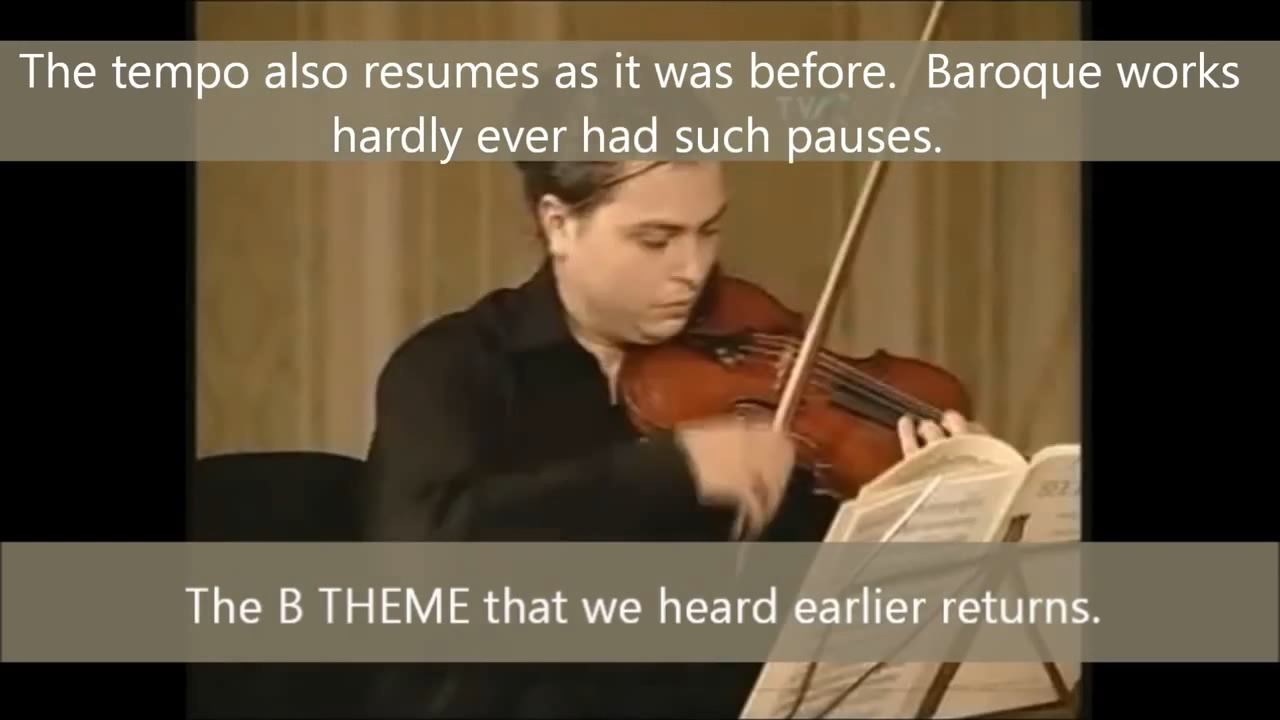 The tempo also resumes as it was before.  Baroque works
hardly ever had such pauses.
The B THEME that we heard earlier returns.